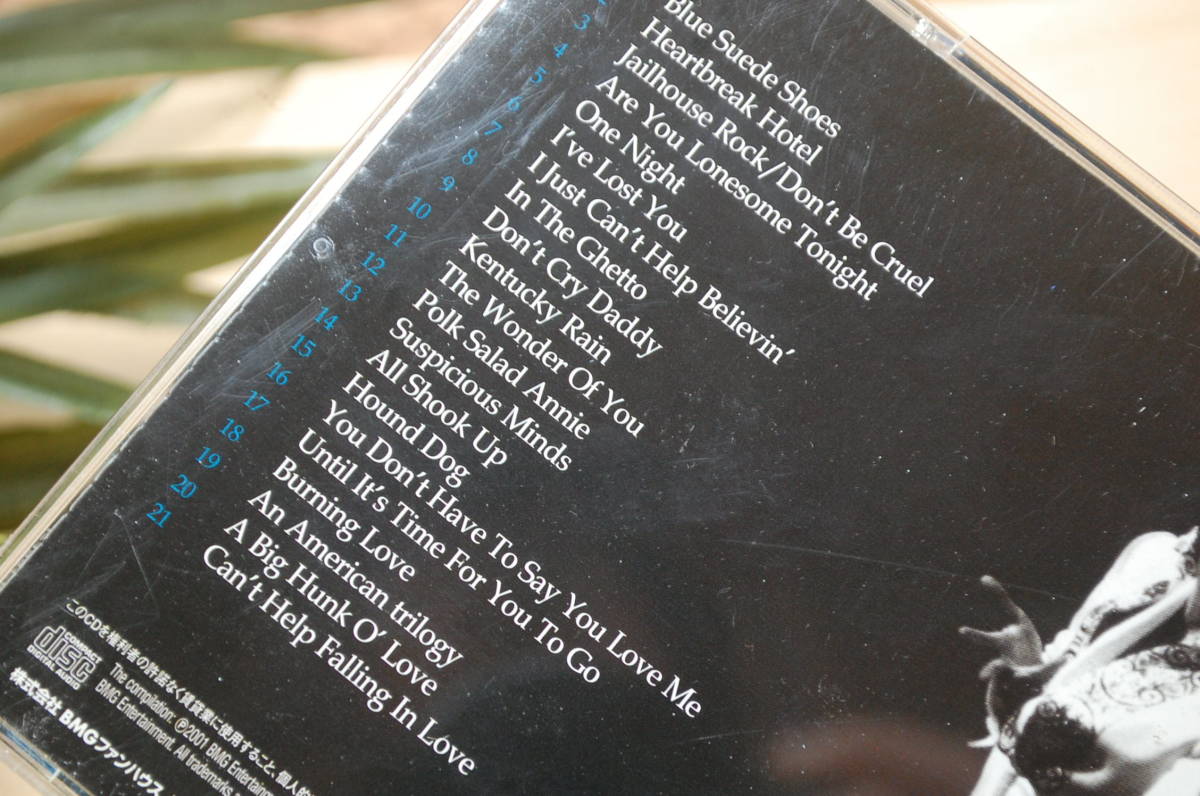 Blue Suede Shoes
Heartbreak Hotel
3 Jailhouse Rock/Don't Be Cruel
4 Are You Lonesome Tonight
5 One Night
6 I've Lost You
7 I Just Can't Help Believin'
8 In The Ghetto
9 Don't Cry Daddy
10 Kentucky Rain
11 The Wonder Of You
12 Polk Salad Annie
13 Suspicious Minds
14 All Shook Up
15 Hound Dog
16 You Don't Have To Say You Love Me
17 Until It's Time For You To Go
18 Burning Love
19 An American trilogy
20 A Big Hunk O' Love
21 Can't Help Falling In Love
このCDを権利者の許諾なく賃貸業に使用すること、個人的
COMPACT disc DIGITAL AUDIO
The compilation: ℗2001 BMG Entertainment
BMG Entertainment. All trademarks
株式会社 BMGファンハウス